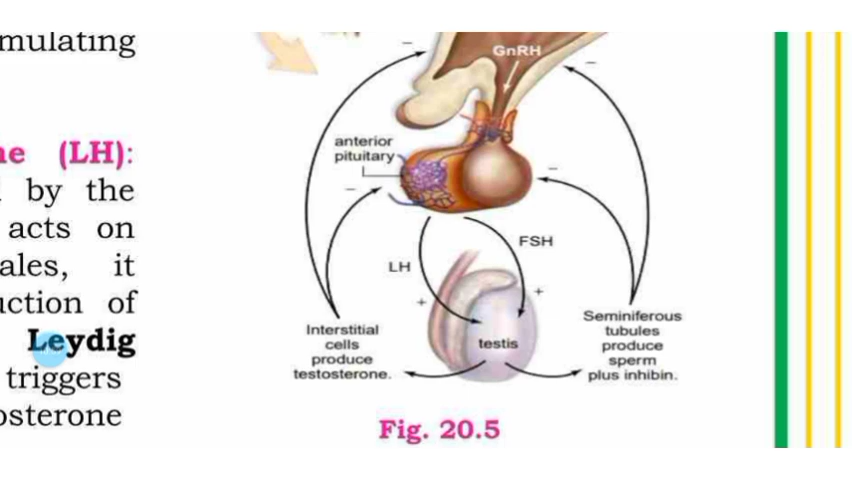 mulating
ne (LH):
by the
acts on
ales, it
uction of
Leydig
triggers
osterone
GnRH
anterior
pituitary
LH
FSH
Interstitial
cells
produce
testosterone.
testis
Seminiferous
tubules
produce
sperm
plus inhibin.
−
−
−
−
+
+
Fig. 20.5